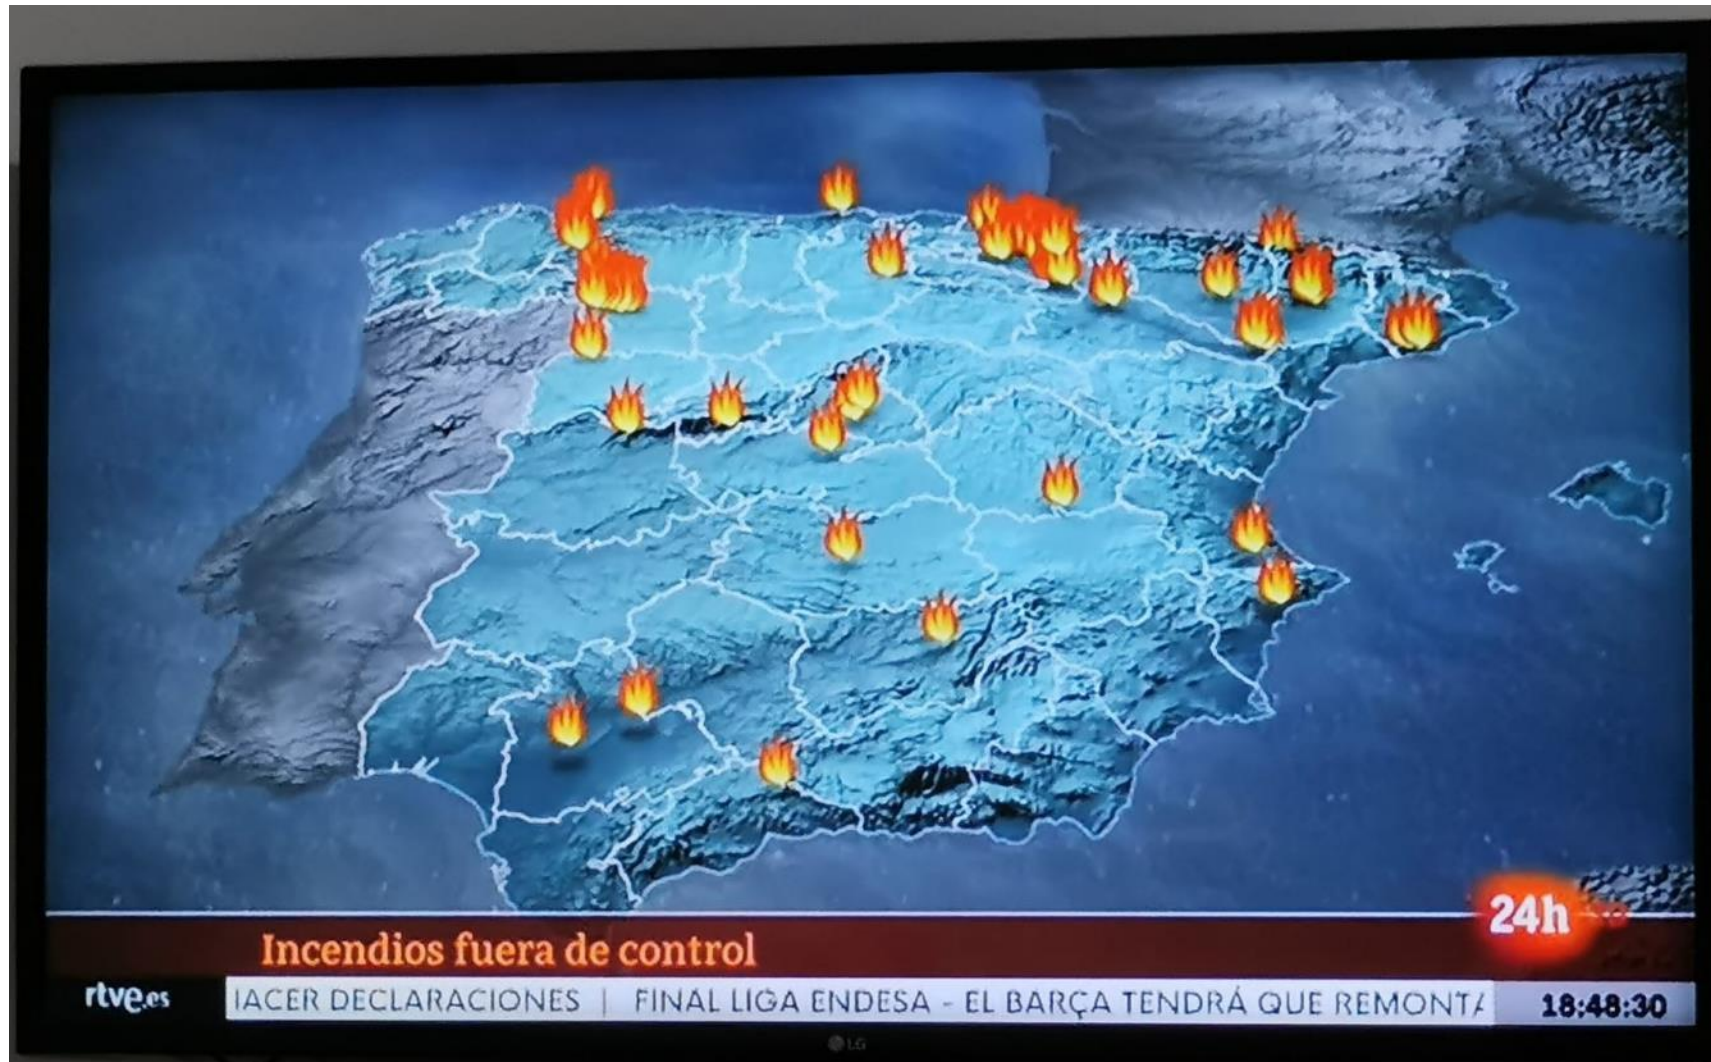 24h
Incendios fuera de control
rtve.es
IACER DECLARACIONES | FINAL LIGA ENDESA - EL BARÇA TENDRÁ QUE REMONTA
18:48:30
LG